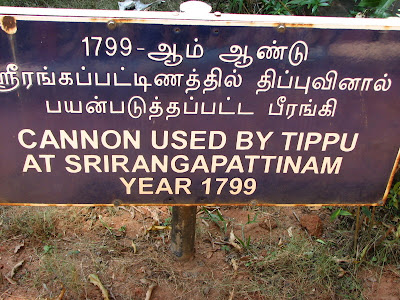 1799-ஆம் ஆண்டு
ஸ்ரீரங்கப்பட்டிணத்தில் திப்புவினால்
பயன்படுத்தப்பட்ட பீரங்கி
CANNON USED BY TIPPU
AT SRIRANGAPATTINAM
YEAR 1799